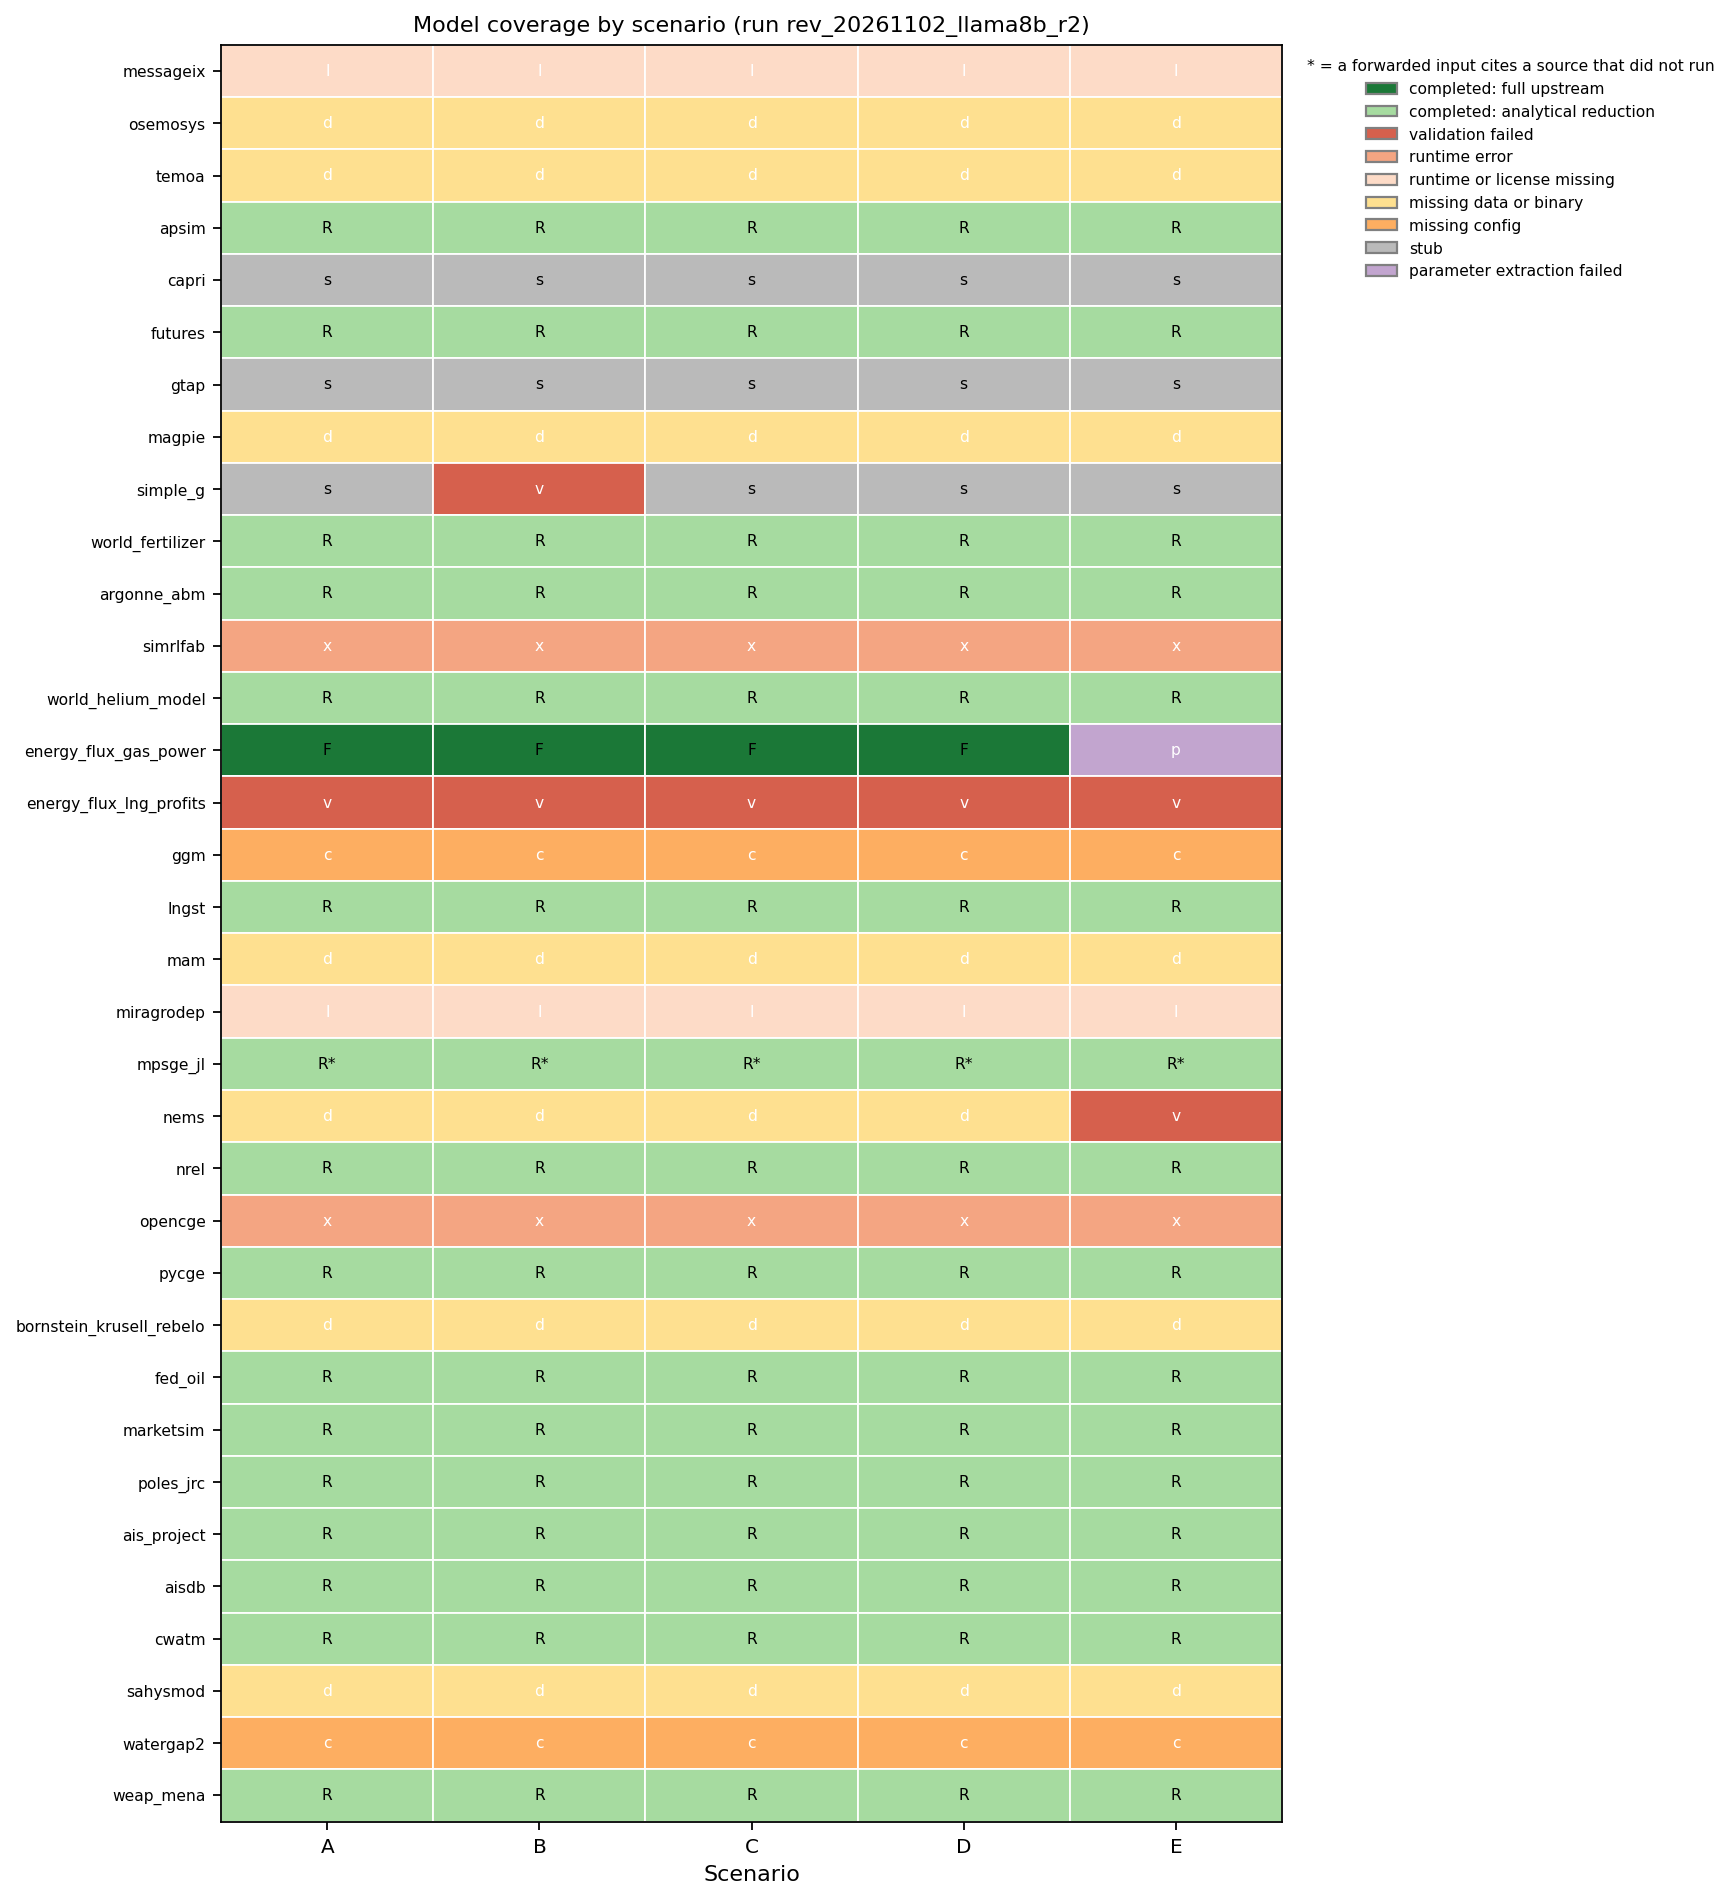 Model coverage by scenario (run rev_20261102_llama8b_r2)
* = a forwarded input cites a source that did not run
completed: full upstream
completed: analytical reduction
validation failed
runtime error
runtime or license missing
missing data or binary
missing config
stub
parameter extraction failed
messageix l l l l l
osemosys d d d d d
temoa d d d d d
apsim R R R R R
capri s s s s s
futures R R R R R
gtap s s s s s
magpie d d d d d
simple_g s v s s s
world_fertilizer R R R R R
argonne_abm R R R R R
simrlfab x x x x x
world_helium_model R R R R R
energy_flux_gas_power F F F F p
energy_flux_lng_profits v v v v v
ggm c c c c c
lngst R R R R R
mam d d d d d
miragrodep l l l l l
mpsge_jl R* R* R* R* R*
nems d d d d v
nrel R R R R R
opencge x x x x x
pycge R R R R R
bornstein_krusell_rebelo d d d d d
fed_oil R R R R R
marketsim R R R R R
poles_jrc R R R R R
ais_project R R R R R
aisdb R R R R R
cwatm R R R R R
sahysmod d d d d d
watergap2 c c c c c
weap_mena R R R R R
A B C D E
Scenario